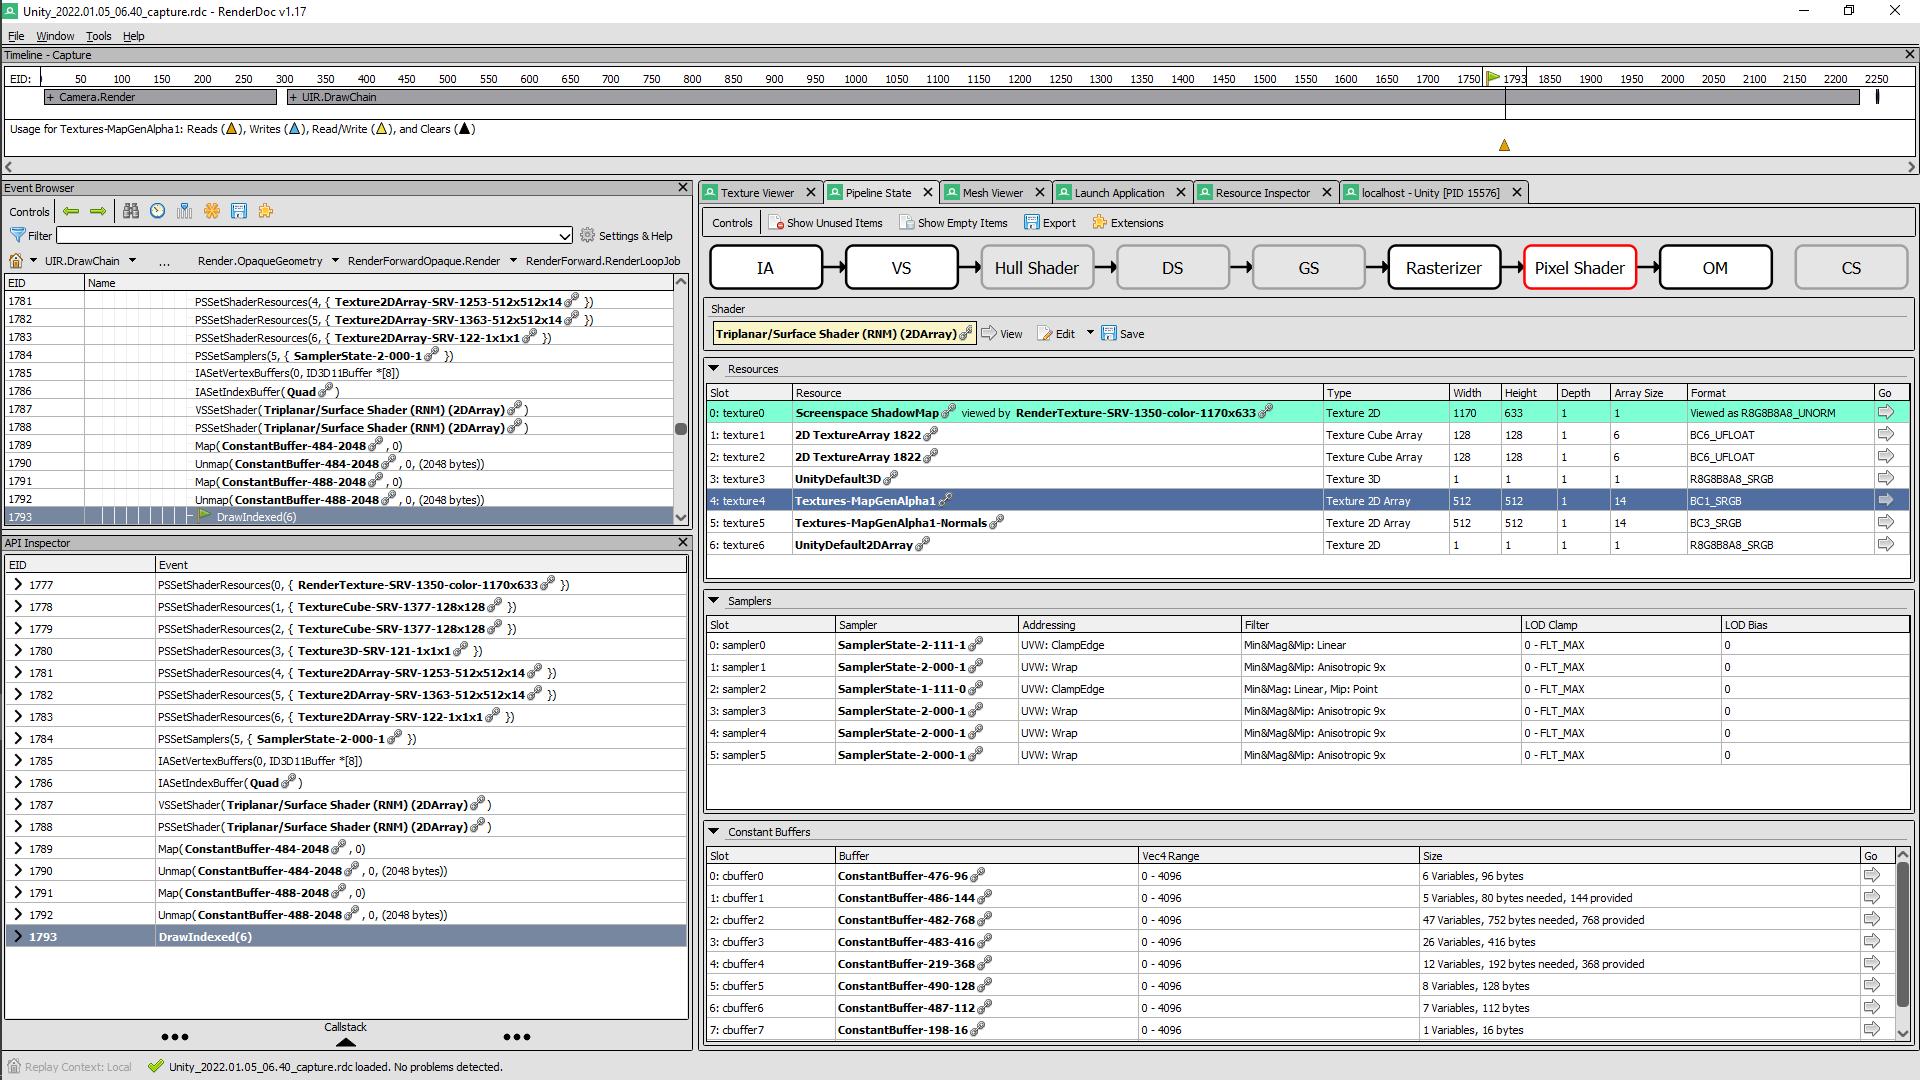 Unity_2022.01.05_06.40_capture.rdc - RenderDoc v1.17
File Window Tools Help
Timeline - Capture
EID: 0 50 100 150 200 250 300 350 400 450 500 550 600 650 700 750 800 850 900 950 1000 1050 1100 1150 1200 1250 1300 1350 1400 1450 1500 1550 1600 1650 1700 1750 1793 1850 1900 1950 2000 2050 2100 2150 2200 2250
+ Camera.Render + UIR.DrawChain
Usage for Textures-MapGenAlpha1: Reads ( ), Writes ( ), Read/Write ( ), and Clears ( )
Event Browser
Controls
Filter Settings & Help
UIR.DrawChain ... Render.OpaqueGeometry RenderForwardOpaque.Render RenderForward.RenderLoopJob
EID Name
1781 PSSetShaderResources(4, { Texture2DArray-SRV-1253-512x512x14 })
1782 PSSetShaderResources(5, { Texture2DArray-SRV-1363-512x512x14 })
1783 PSSetShaderResources(6, { Texture2DArray-SRV-122-1x1x1 })
1784 PSSetSamplers(5, { SamplerState-2-000-1 })
1785 IASetVertexBuffers(0, ID3D11Buffer *[8])
1786 IASetIndexBuffer( Quad )
1787 VSSetShader( Triplanar/Surface Shader (RNM) (2DArray) )
1788 PSSetShader( Triplanar/Surface Shader (RNM) (2DArray) )
1789 Map( ConstantBuffer-484-2048 , 0)
1790 Unmap( ConstantBuffer-484-2048 , 0, (2048 bytes))
1791 Map( ConstantBuffer-488-2048 , 0)
1792 Unmap( ConstantBuffer-488-2048 , 0, (2048 bytes))
1793 DrawIndexed(6)
API Inspector
EID Event
1777 PSSetShaderResources(0, { RenderTexture-SRV-1350-color-1170x633 })
1778 PSSetShaderResources(1, { TextureCube-SRV-1377-128x128 })
1779 PSSetShaderResources(2, { TextureCube-SRV-1377-128x128 })
1780 PSSetShaderResources(3, { Texture3D-SRV-121-1x1x1 })
1781 PSSetShaderResources(4, { Texture2DArray-SRV-1253-512x512x14 })
1782 PSSetShaderResources(5, { Texture2DArray-SRV-1363-512x512x14 })
1783 PSSetShaderResources(6, { Texture2DArray-SRV-122-1x1x1 })
1784 PSSetSamplers(5, { SamplerState-2-000-1 })
1785 IASetVertexBuffers(0, ID3D11Buffer *[8])
1786 IASetIndexBuffer( Quad )
1787 VSSetShader( Triplanar/Surface Shader (RNM) (2DArray) )
1788 PSSetShader( Triplanar/Surface Shader (RNM) (2DArray) )
1789 Map( ConstantBuffer-484-2048 , 0)
1790 Unmap( ConstantBuffer-484-2048 , 0, (2048 bytes))
1791 Map( ConstantBuffer-488-2048 , 0)
1792 Unmap( ConstantBuffer-488-2048 , 0, (2048 bytes))
1793 DrawIndexed(6)
Callstack
Texture Viewer Pipeline State Mesh Viewer Launch Application Resource Inspector localhost - Unity [PID 15576]
Controls Show Unused Items Show Empty Items Export Extensions
IA VS Hull Shader DS GS Rasterizer Pixel Shader OM CS
Shader
Triplanar/Surface Shader (RNM) (2DArray) View Edit Save
Resources
Slot Resource Type Width Height Depth Array Size Format Go
0: texture0 Screenspace ShadowMap viewed by RenderTexture-SRV-1350-color-1170x633 Texture 2D 1170 633 1 1 Viewed as R8G8B8A8_UNORM
1: texture1 2D TextureArray 1822 Texture Cube Array 128 128 1 6 BC6_UFLOAT
2: texture2 2D TextureArray 1822 Texture Cube Array 128 128 1 6 BC6_UFLOAT
3: texture3 UnityDefault3D Texture 3D 1 1 1 1 R8G8B8A8_SRGB
4: texture4 Textures-MapGenAlpha1 Texture 2D Array 512 512 1 14 BC1_SRGB
5: texture5 Textures-MapGenAlpha1-Normals Texture 2D Array 512 512 1 14 BC3_SRGB
6: texture6 UnityDefault2DArray Texture 2D 1 1 1 1 R8G8B8A8_SRGB
Samplers
Slot Sampler Addressing Filter LOD Clamp LOD Bias
0: sampler0 SamplerState-2-111-1 UVW: ClampEdge Min&Mag&Mip: Linear 0 - FLT_MAX 0
1: sampler1 SamplerState-2-000-1 UVW: Wrap Min&Mag&Mip: Anisotropic 9x 0 - FLT_MAX 0
2: sampler2 SamplerState-1-111-0 UVW: ClampEdge Min&Mag: Linear, Mip: Point 0 - FLT_MAX 0
3: sampler3 SamplerState-2-000-1 UVW: Wrap Min&Mag&Mip: Anisotropic 9x 0 - FLT_MAX 0
4: sampler4 SamplerState-2-000-1 UVW: Wrap Min&Mag&Mip: Anisotropic 9x 0 - FLT_MAX 0
5: sampler5 SamplerState-2-000-1 UVW: Wrap Min&Mag&Mip: Anisotropic 9x 0 - FLT_MAX 0
Constant Buffers
Slot Buffer Vec4 Range Size Go
0: cbuffer0 ConstantBuffer-476-96 0 - 4096 6 Variables, 96 bytes
1: cbuffer1 ConstantBuffer-486-144 0 - 4096 5 Variables, 80 bytes needed, 144 provided
2: cbuffer2 ConstantBuffer-482-768 0 - 4096 47 Variables, 752 bytes needed, 768 provided
3: cbuffer3 ConstantBuffer-483-416 0 - 4096 26 Variables, 416 bytes
4: cbuffer4 ConstantBuffer-219-368 0 - 4096 12 Variables, 192 bytes needed, 368 provided
5: cbuffer5 ConstantBuffer-490-128 0 - 4096 8 Variables, 128 bytes
6: cbuffer6 ConstantBuffer-487-112 0 - 4096 7 Variables, 112 bytes
7: cbuffer7 ConstantBuffer-198-16 0 - 4096 1 Variables, 16 bytes
Replay Context: Local Unity_2022.01.05_06.40_capture.rdc loaded. No problems detected.